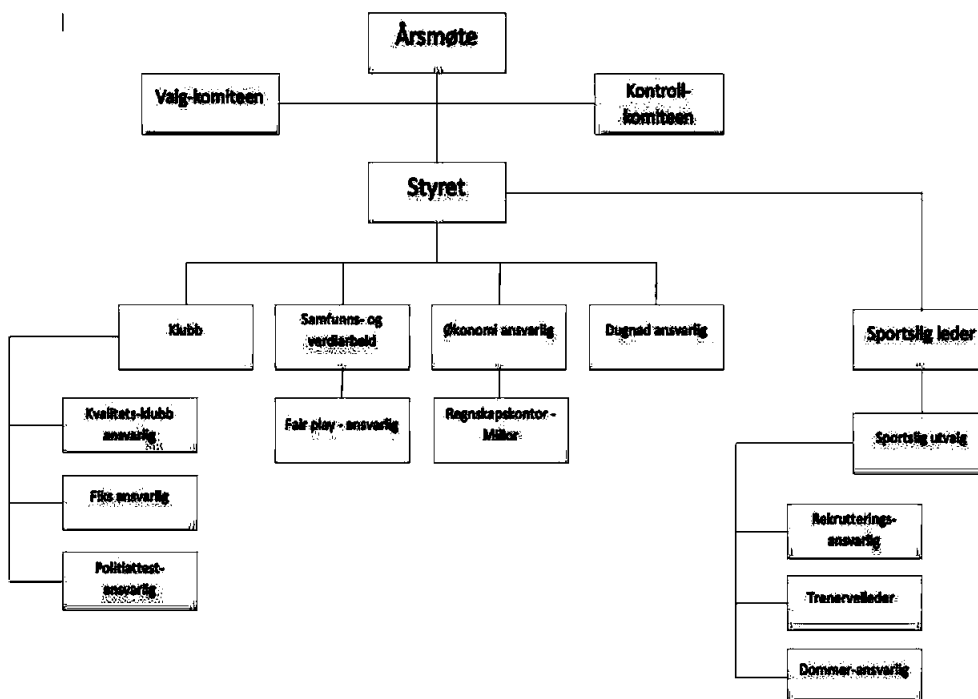 Årsmøte
Valg-komiteen
Kontroll-
komiteen
Styret
Klubb
Samfunns- og
verdiarbeid
Økonomi ansvarlig
Dugnad ansvarlig
Sportslig leder
Kvalitets-klubb
ansvarlig
Fair play - ansvarlig
Regnskapskontor -
Sportslig utvalg
Fiks ansvarlig
Rekrutterings-
ansvarlig
Politiattest-
ansvarlig
Trenerveileder
Dommer-ansvarlig